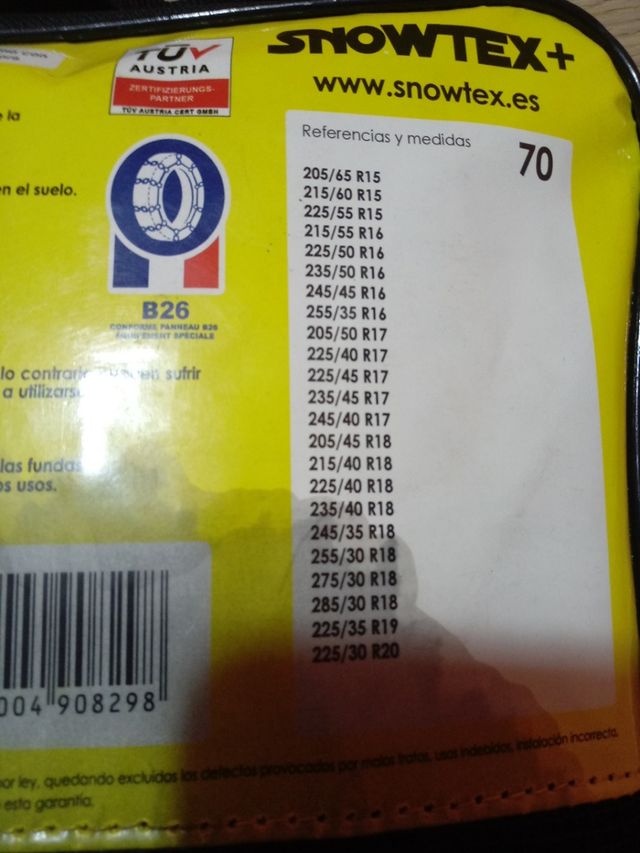 TÜV
AUSTRIA
ZERTIFIZIERUNGS-
PARTNER
TÜV AUSTRIA CERT GMBH
SNOWTEX+
www.snowtex.es
Referencias y medidas
70
205/65 R15
215/60 R15
225/55 R15
215/55 R16
225/50 R16
235/50 R16
245/45 R16
255/35 R16
205/50 R17
225/40 R17
225/45 R17
235/45 R17
245/40 R17
205/45 R18
215/40 R18
225/40 R18
235/40 R18
245/35 R18
255/30 R18
275/30 R18
285/30 R18
225/35 R19
225/30 R20
la
en el suelo.
B26
CONFORME PANNEAU B26
EQUIPEMENT SPÉCIALE
lo contrario pueden sufrir
a
las fundas
os usos.
004 908298
por ley, quedando excluidos los defectos provocados por malos tratos, usos indebidos, instalación incorrecta.
esta garantía.